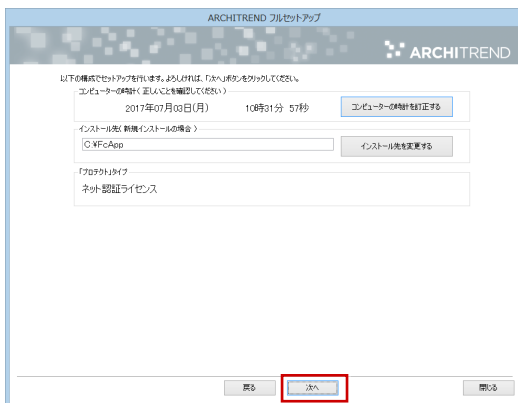 ARCHITREND フルセットアップ
ARCHITREND
以下の構成でセットアップを行います。よろしければ、「次へ」ボタンをクリックしてください。
コンピューターの時計( 正しいことを確認してください )
2017年07月03日(月) 10時31分 57秒 コンピューターの時計を訂正する
インストール先( 新規インストールの場合 )
C:¥FcApp インストール先を変更する
「プロテクト」タイプ
ネット認証ライセンス
戻る 次へ 閉じる